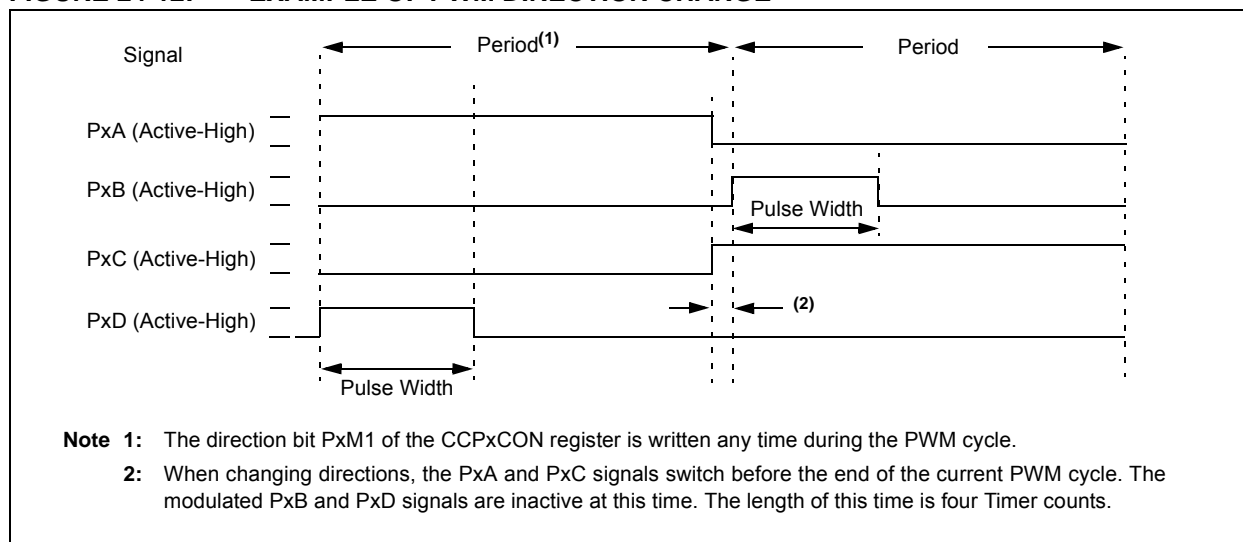 Signal
Period(1)
Period
PxA (Active-High)
PxB (Active-High)
Pulse Width
PxC (Active-High)
(2)
PxD (Active-High)
Pulse Width
Note 1: The direction bit PxM1 of the CCPxCON register is written any time during the PWM cycle.
2: When changing directions, the PxA and PxC signals switch before the end of the current PWM cycle. The
modulated PxB and PxD signals are inactive at this time. The length of this time is four Timer counts.